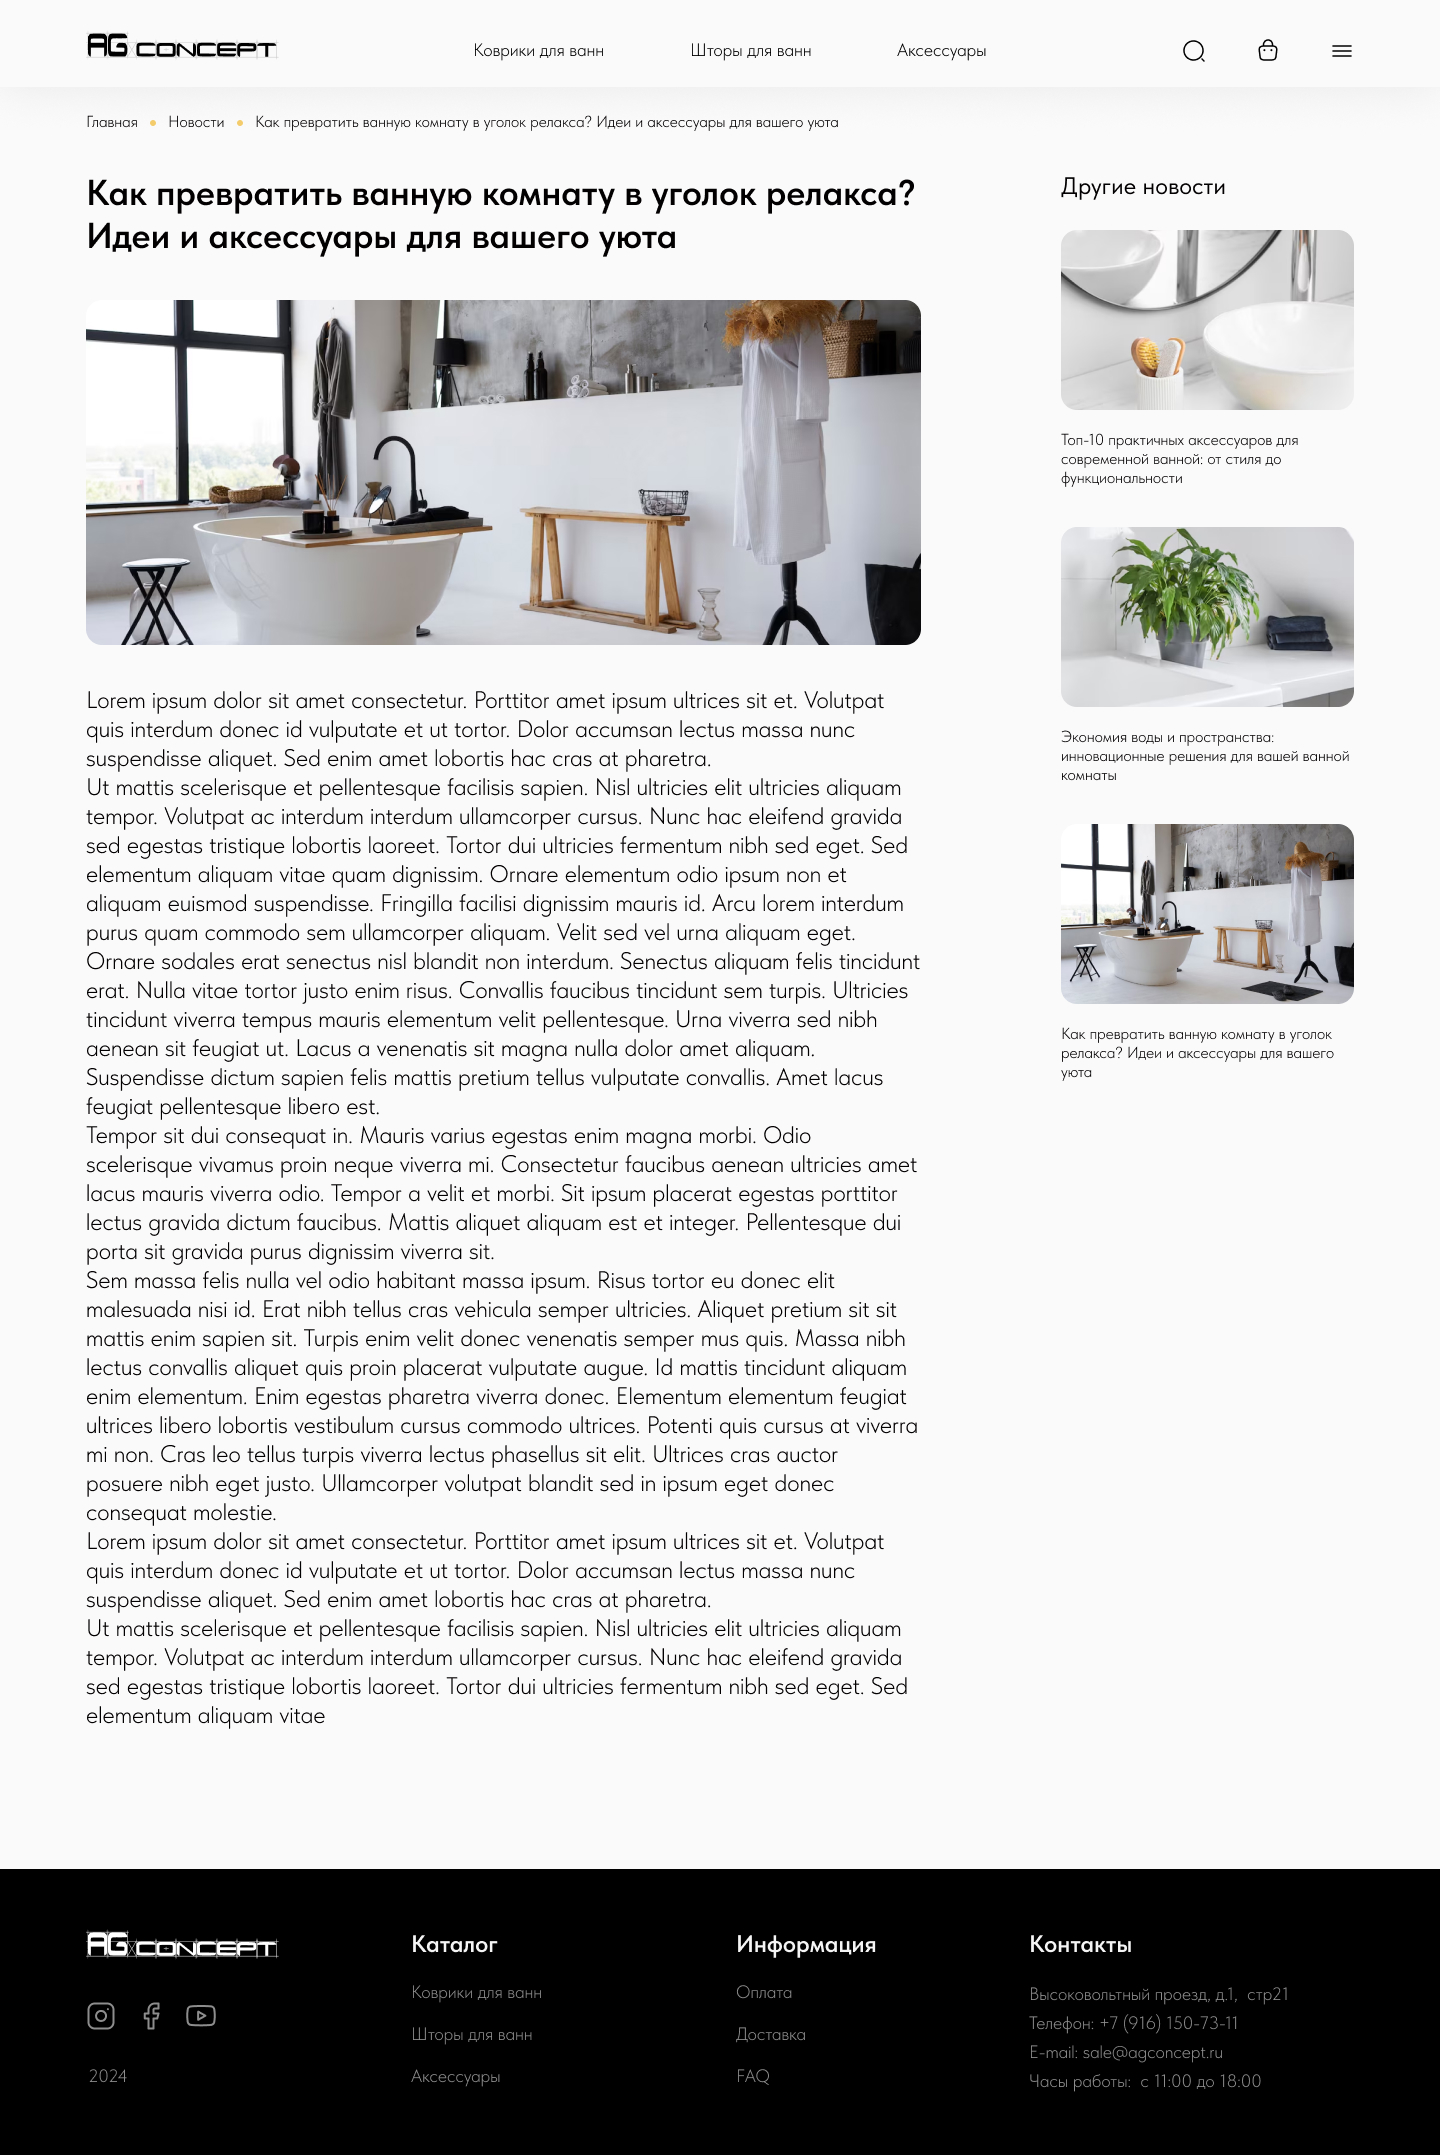 AG CONCEPT
Коврики для ванн
Шторы для ванн
Аксессуары
Главная
Новости
Как превратить ванную комнату в уголок релакса? Идеи и аксессуары для вашего уюта
Как превратить ванную комнату в уголок релакса?
Идеи и аксессуары для вашего уюта
Lorem ipsum dolor sit amet consectetur. Porttitor amet ipsum ultrices sit et. Volutpat
quis interdum donec id vulputate et ut tortor. Dolor accumsan lectus massa nunc
suspendisse aliquet. Sed enim amet lobortis hac cras at pharetra.
Ut mattis scelerisque et pellentesque facilisis sapien. Nisl ultricies elit ultricies aliquam
tempor. Volutpat ac interdum interdum ullamcorper cursus. Nunc hac eleifend gravida
sed egestas tristique lobortis laoreet. Tortor dui ultricies fermentum nibh sed eget. Sed
elementum aliquam vitae quam dignissim. Ornare elementum odio ipsum non et
aliquam euismod suspendisse. Fringilla facilisi dignissim mauris id. Arcu lorem interdum
purus quam commodo sem ullamcorper aliquam. Velit sed vel urna aliquam eget.
Ornare sodales erat senectus nisl blandit non interdum. Senectus aliquam felis tincidunt
erat. Nulla vitae tortor justo enim risus. Convallis faucibus tincidunt sem turpis. Ultricies
tincidunt viverra tempus mauris elementum velit pellentesque. Urna viverra sed nibh
aenean sit feugiat ut. Lacus a venenatis sit magna nulla dolor amet aliquam.
Suspendisse dictum sapien felis mattis pretium tellus vulputate convallis. Amet lacus
feugiat pellentesque libero est.
Tempor sit dui consequat in. Mauris varius egestas enim magna morbi. Odio
scelerisque vivamus proin neque viverra mi. Consectetur faucibus aenean ultricies amet
lacus mauris viverra odio. Tempor a velit et morbi. Sit ipsum placerat egestas porttitor
lectus gravida dictum faucibus. Mattis aliquet aliquam est et integer. Pellentesque dui
porta sit gravida purus dignissim viverra sit.
Sem massa felis nulla vel odio habitant massa ipsum. Risus tortor eu donec elit
malesuada nisi id. Erat nibh tellus cras vehicula semper ultricies. Aliquet pretium sit sit
mattis enim sapien sit. Turpis enim velit donec venenatis semper mus quis. Massa nibh
lectus convallis aliquet quis proin placerat vulputate augue. Id mattis tincidunt aliquam
enim elementum. Enim egestas pharetra viverra donec. Elementum elementum feugiat
ultrices libero lobortis vestibulum cursus commodo ultrices. Potenti quis cursus at viverra
mi non. Cras leo tellus turpis viverra lectus phasellus sit elit. Ultrices cras auctor
posuere nibh eget justo. Ullamcorper volutpat blandit sed in ipsum eget donec
consequat molestie.
Lorem ipsum dolor sit amet consectetur. Porttitor amet ipsum ultrices sit et. Volutpat
quis interdum donec id vulputate et ut tortor. Dolor accumsan lectus massa nunc
suspendisse aliquet. Sed enim amet lobortis hac cras at pharetra.
Ut mattis scelerisque et pellentesque facilisis sapien. Nisl ultricies elit ultricies aliquam
tempor. Volutpat ac interdum interdum ullamcorper cursus. Nunc hac eleifend gravida
sed egestas tristique lobortis laoreet. Tortor dui ultricies fermentum nibh sed eget. Sed
elementum aliquam vitae
Другие новости
Топ-10 практичных аксессуаров для
современной ванной: от стиля до
функциональности
Экономия воды и пространства:
инновационные решения для вашей ванной
комнаты
Как превратить ванную комнату в уголок
релакса? Идеи и аксессуары для вашего
уюта
AG CONCEPT
2024
Каталог
Коврики для ванн
Шторы для ванн
Аксессуары
Информация
Оплата
Доставка
FAQ
Контакты
Высоковольтный проезд, д.1, стр21
Телефон: +7 (916) 150-73-11
E-mail: sale@agconcept.ru
Часы работы: с 11:00 до 18:00